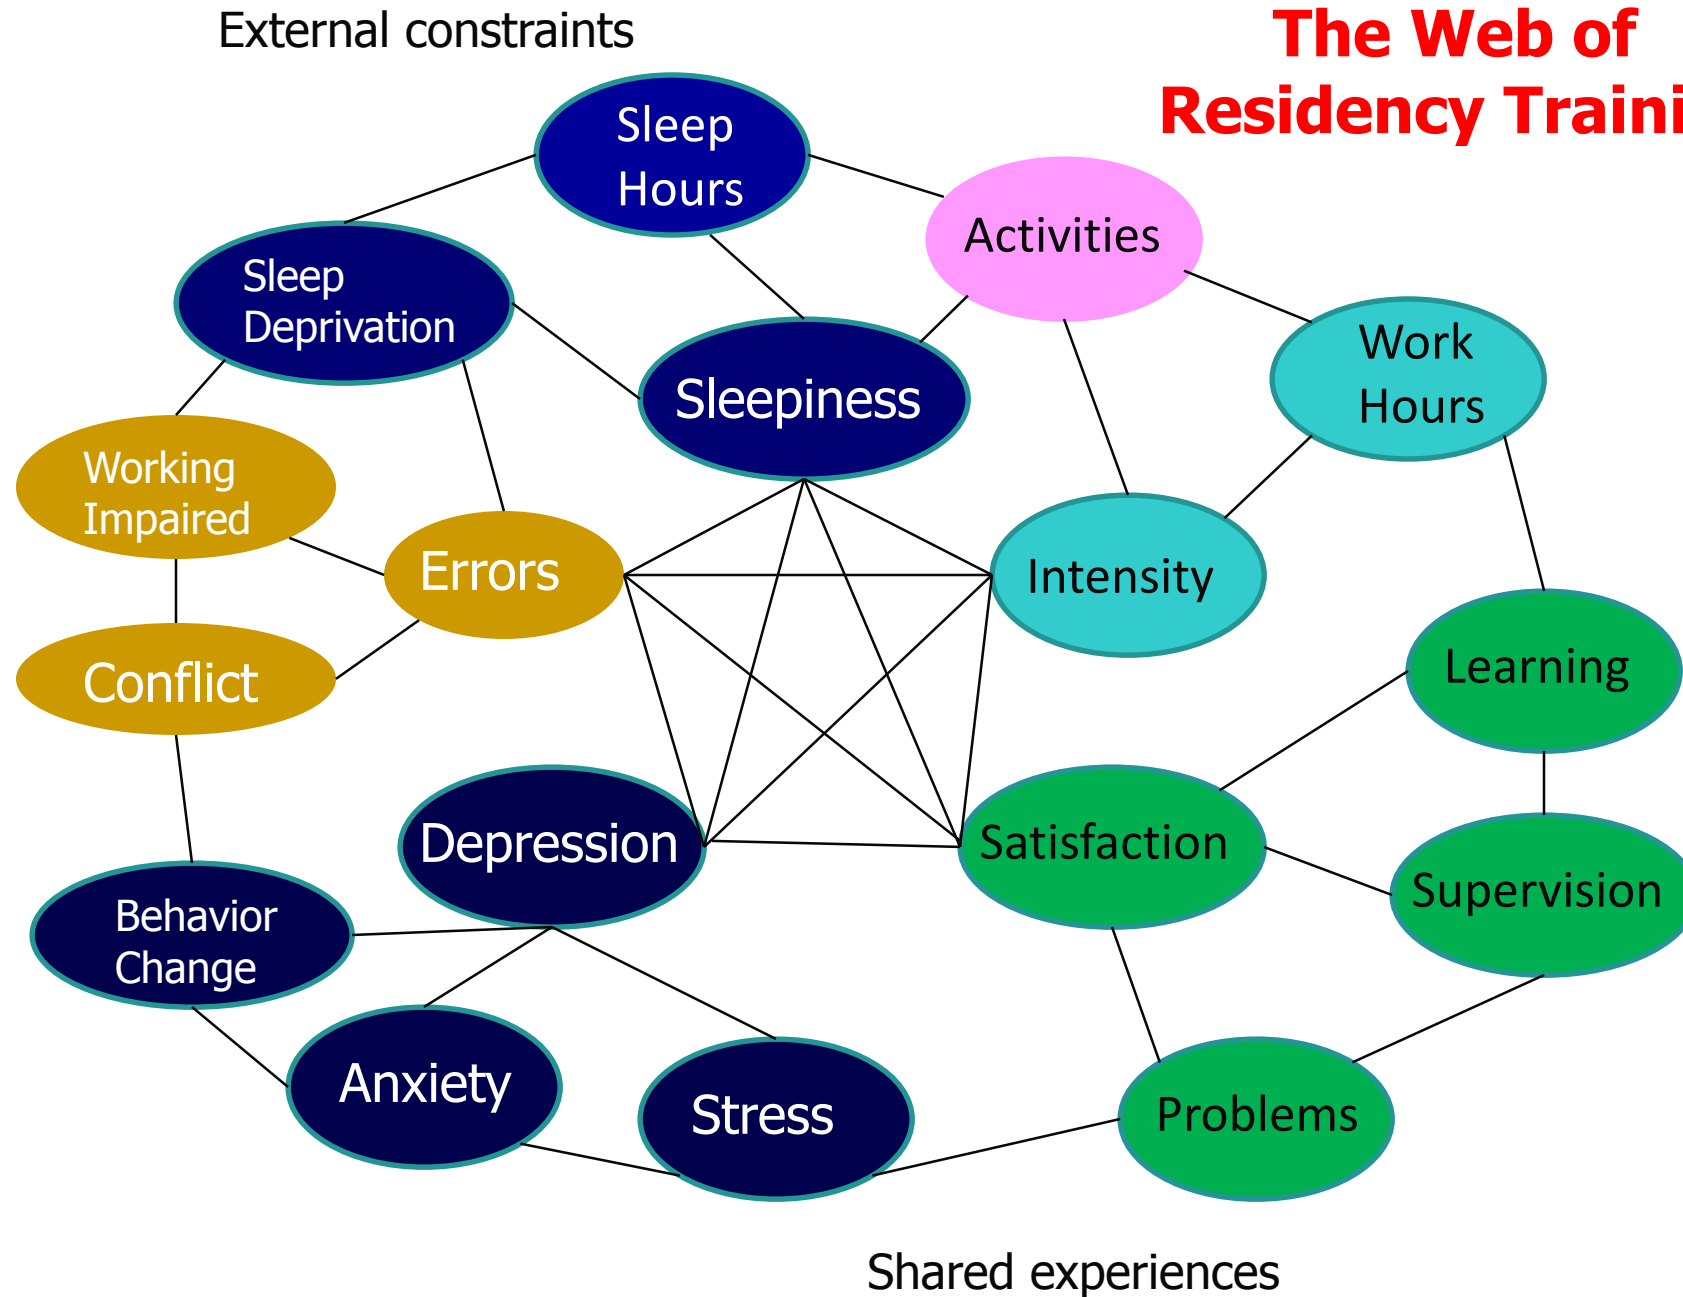 External constraints
The Web of
Residency Traini
Sleep
Hours
Activities
Sleep
Deprivation
Work
Hours
Sleepiness
Working
Impaired
Errors
Intensity
Conflict
Learning
Depression
Satisfaction
Supervision
Behavior
Change
Anxiety
Stress
Problems
Shared experiences